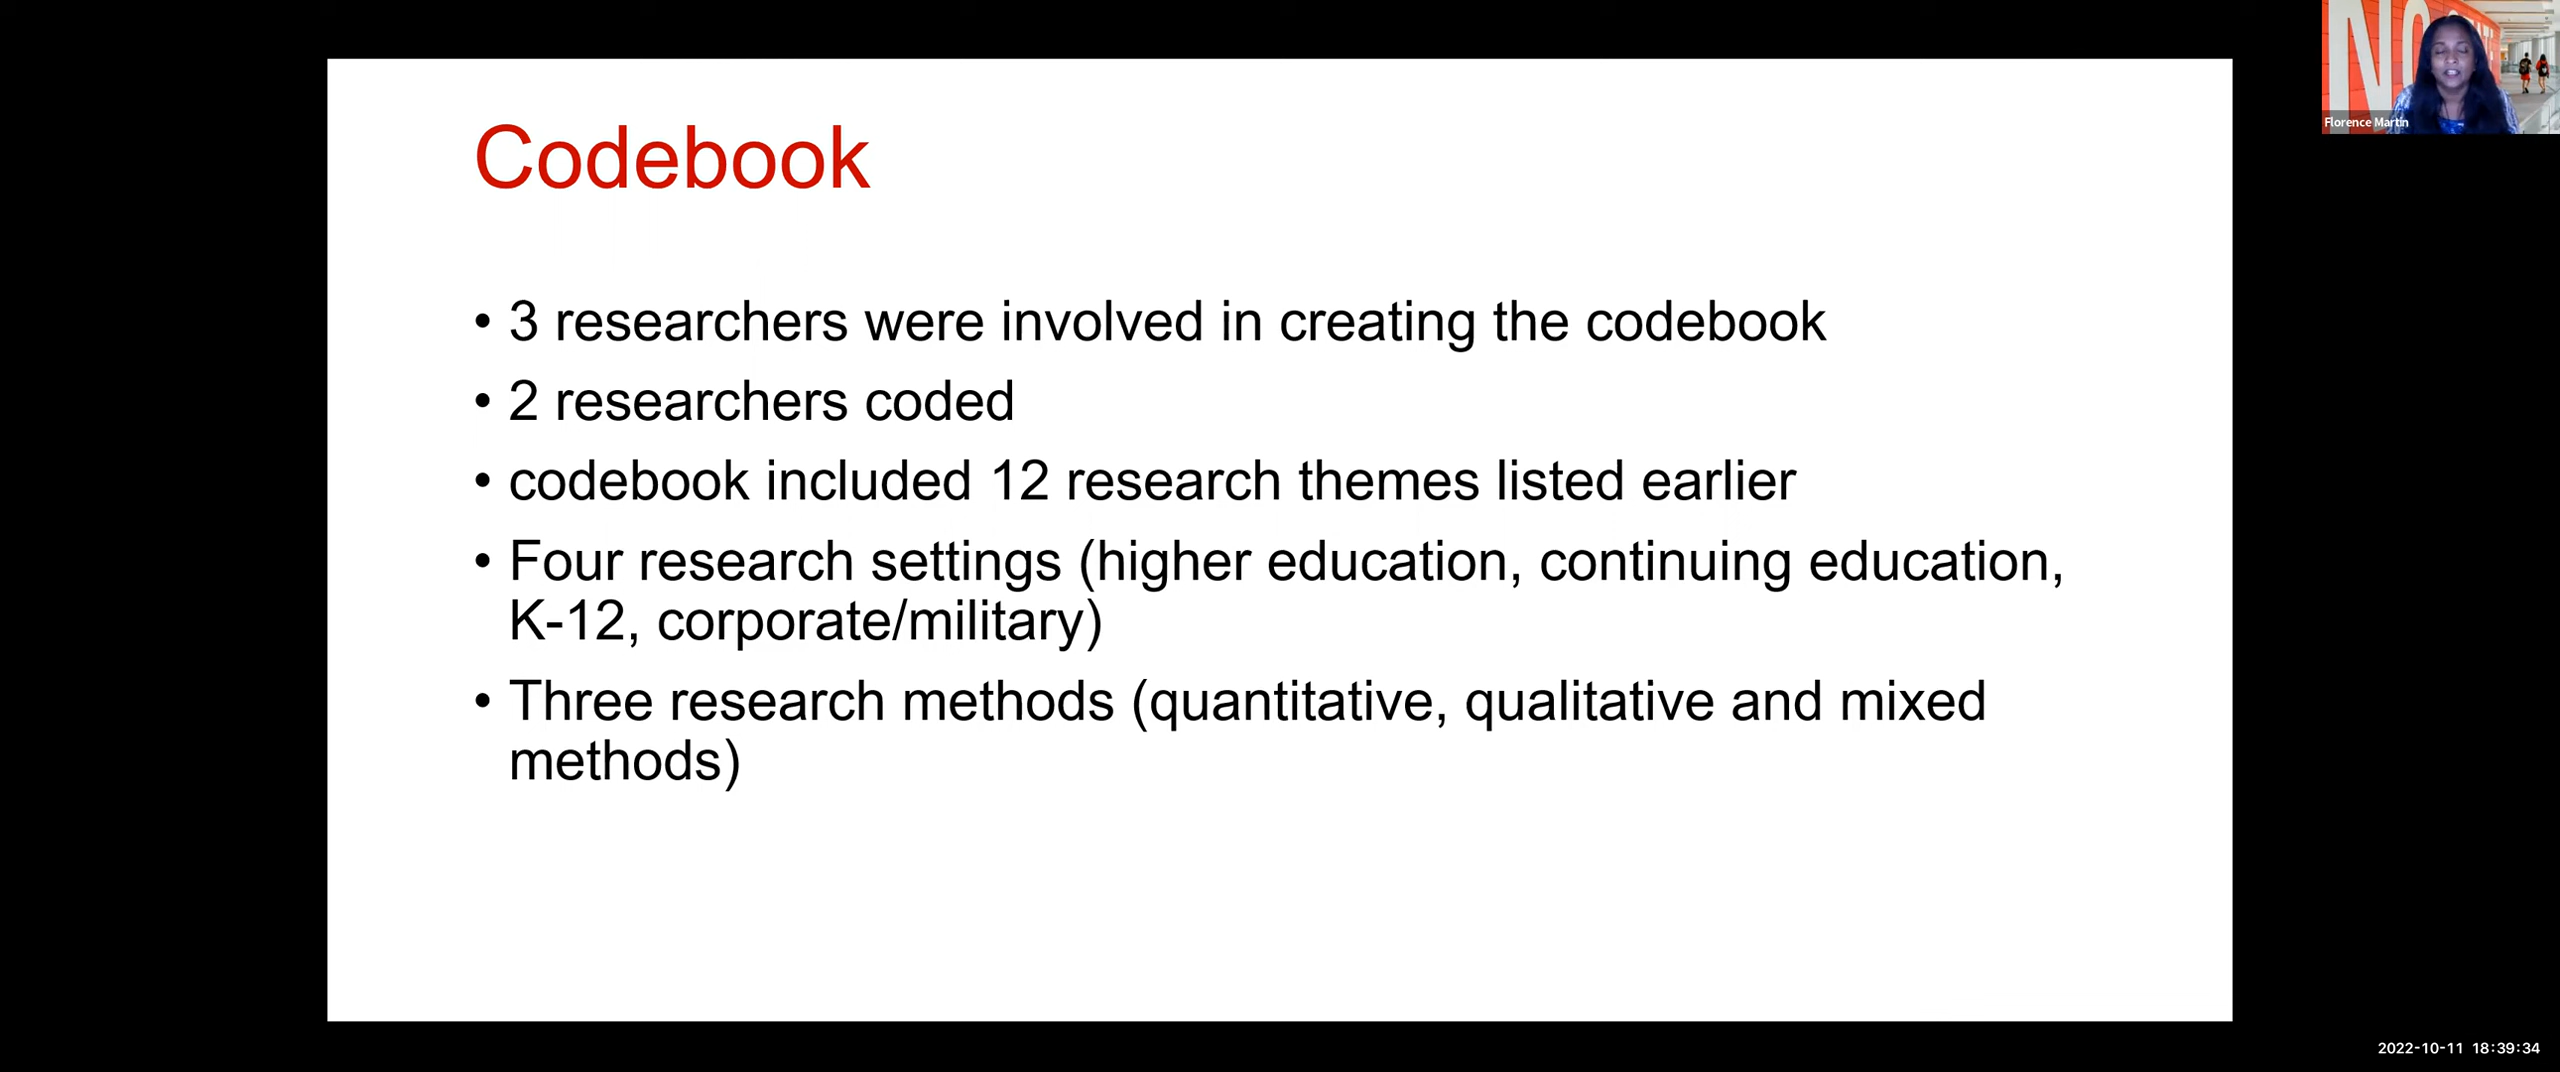 Codebook
• 3 researchers were involved in creating the codebook
• 2 researchers coded
• codebook included 12 research themes listed earlier
• Four research settings (higher education, continuing education,
K-12, corporate/military)
• Three research methods (quantitative, qualitative and mixed
methods)
Florence Martin
2022-10-11 18:39:34